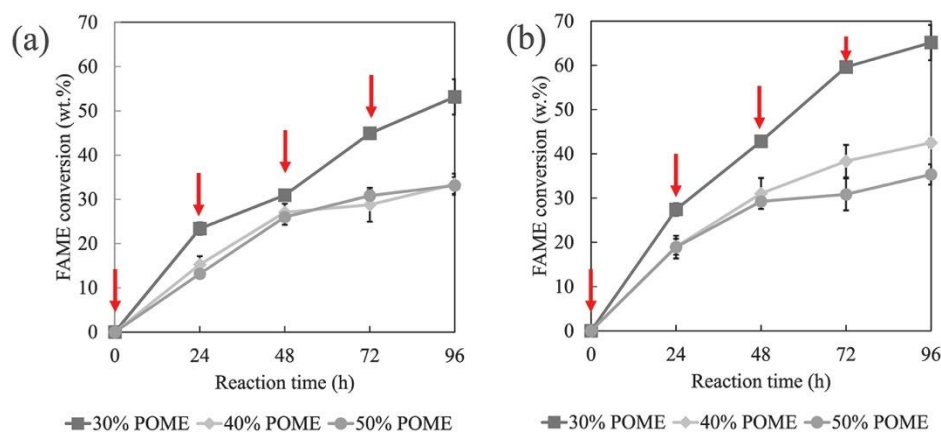 (a)
FAME conversion (wt.%)
70
60
50
40
30
20
10
0
0 24 48 72 96
Reaction time (h)
30% POME 40% POME 50% POME
(b)
FAME conversion (w.%)
70
60
50
40
30
20
10
0
0 24 48 72 96
Reaction time (h)
30% POME 40% POME 50% POME